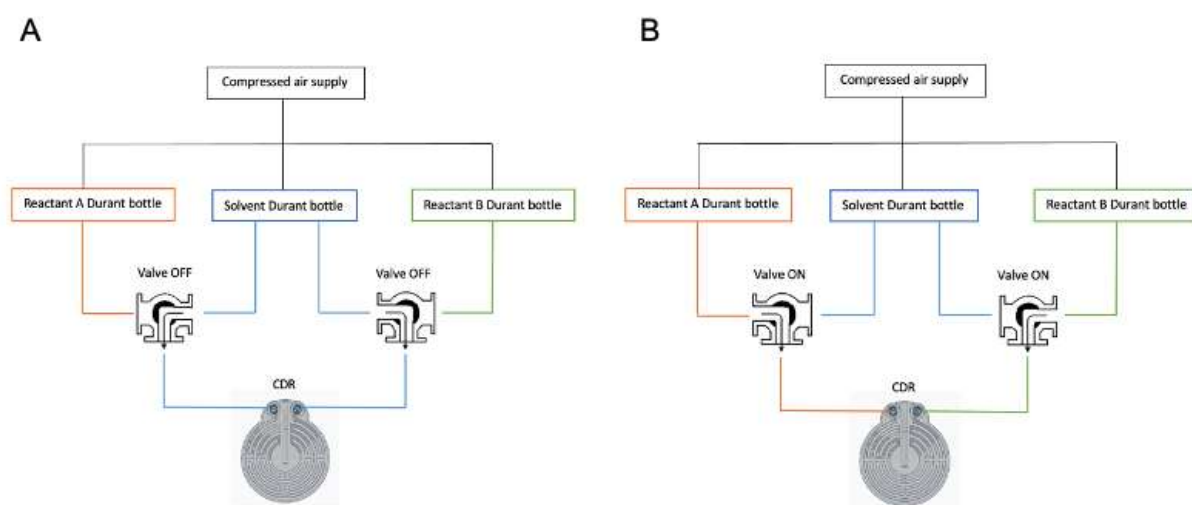 A
B
Compressed air supply
Compressed air supply
Reactant A Durant bottle
Solvent Durant bottle
Reactant B Durant bottle
Reactant A Durant bottle
Solvent Durant bottle
Reactant B Durant bottle
Valve OFF
Valve OFF
Valve ON
Valve ON
CDR
CDR